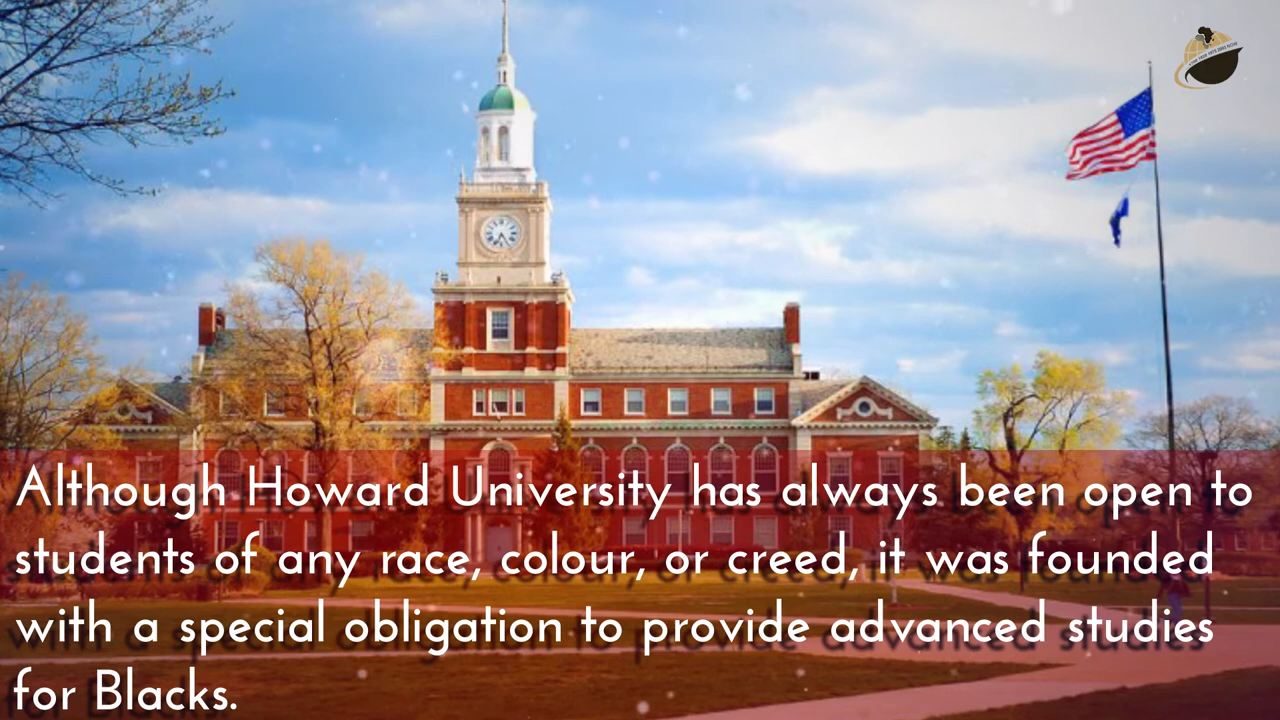 Although Howard University has always been open to
students of any race, colour, or creed, it was founded
with a special obligation to provide advanced studies
for Blacks.